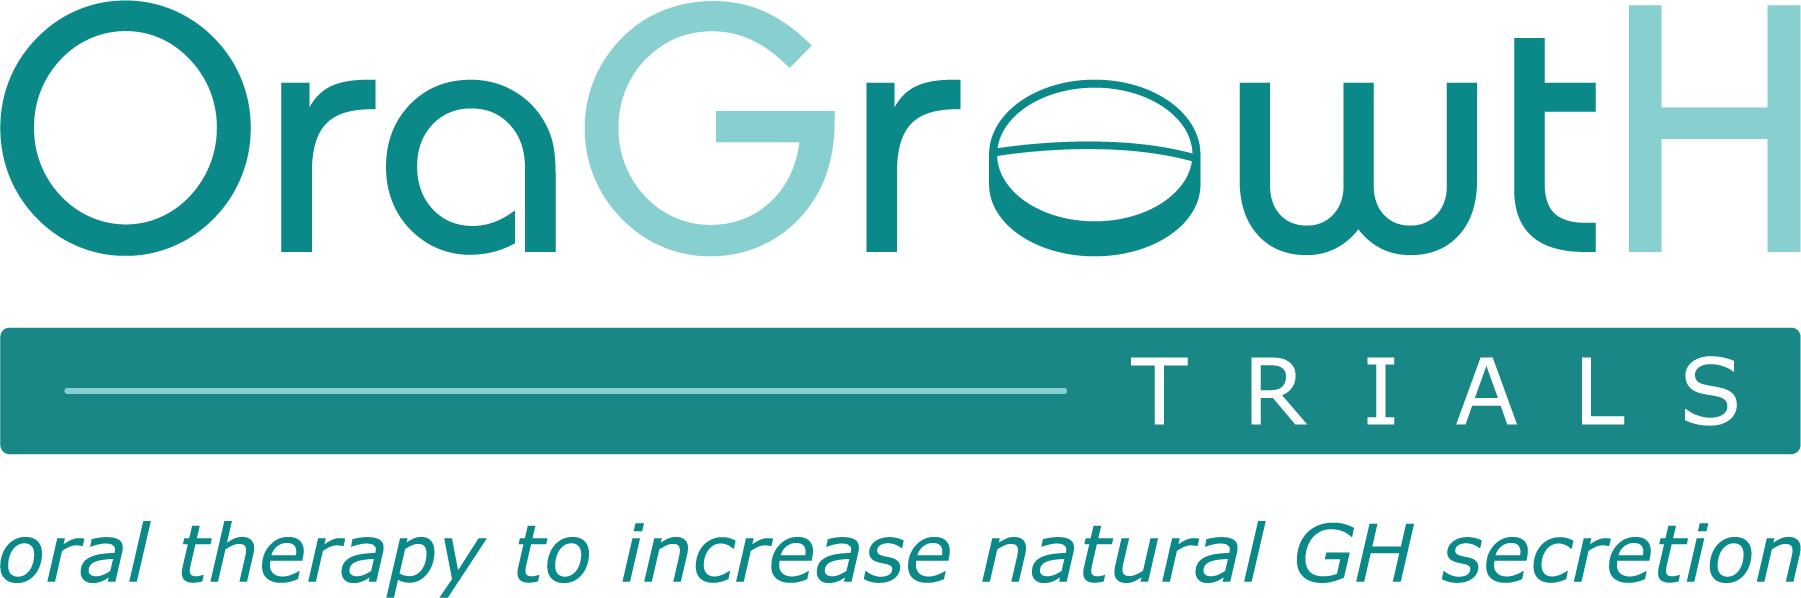 OraGrowtH
TRIALS
oral therapy to increase natural GH secretion